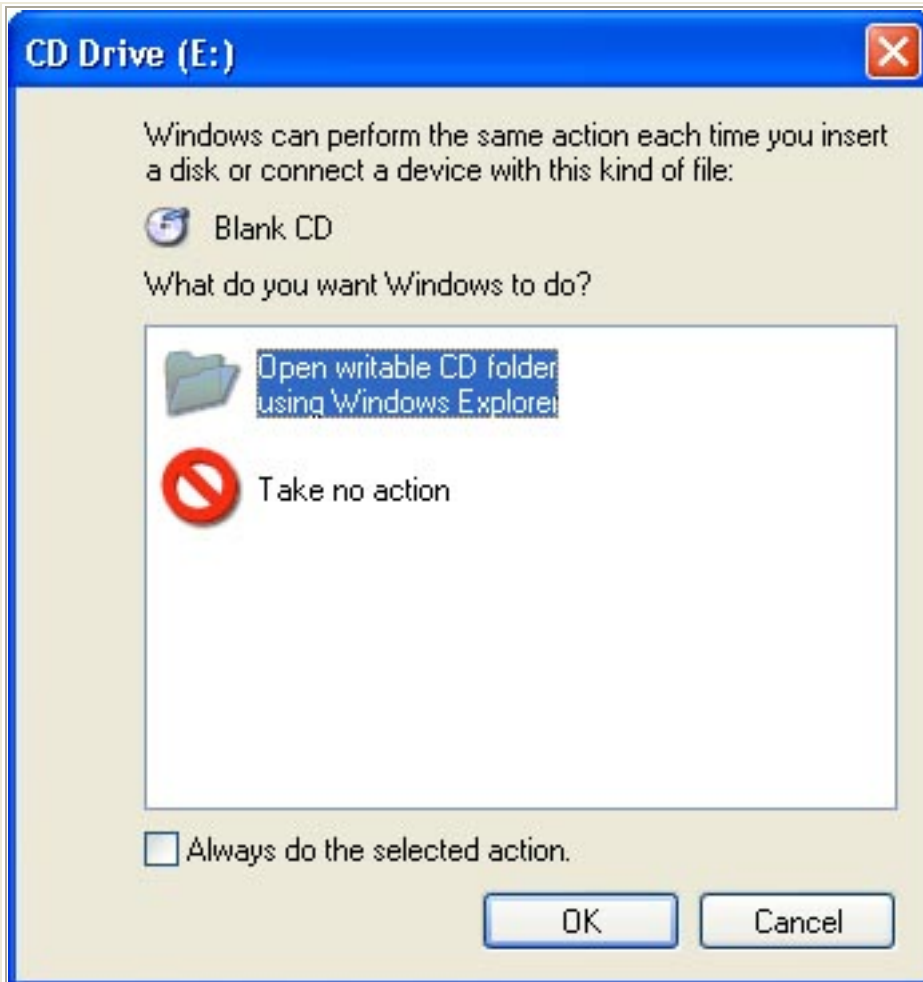 CD Drive (E:)
Windows can perform the same action each time you insert
a disk or connect a device with this kind of file:
Blank CD
What do you want Windows to do?
Open writable CD folder
using Windows Explorer
Take no action
Always do the selected action.
OK
Cancel